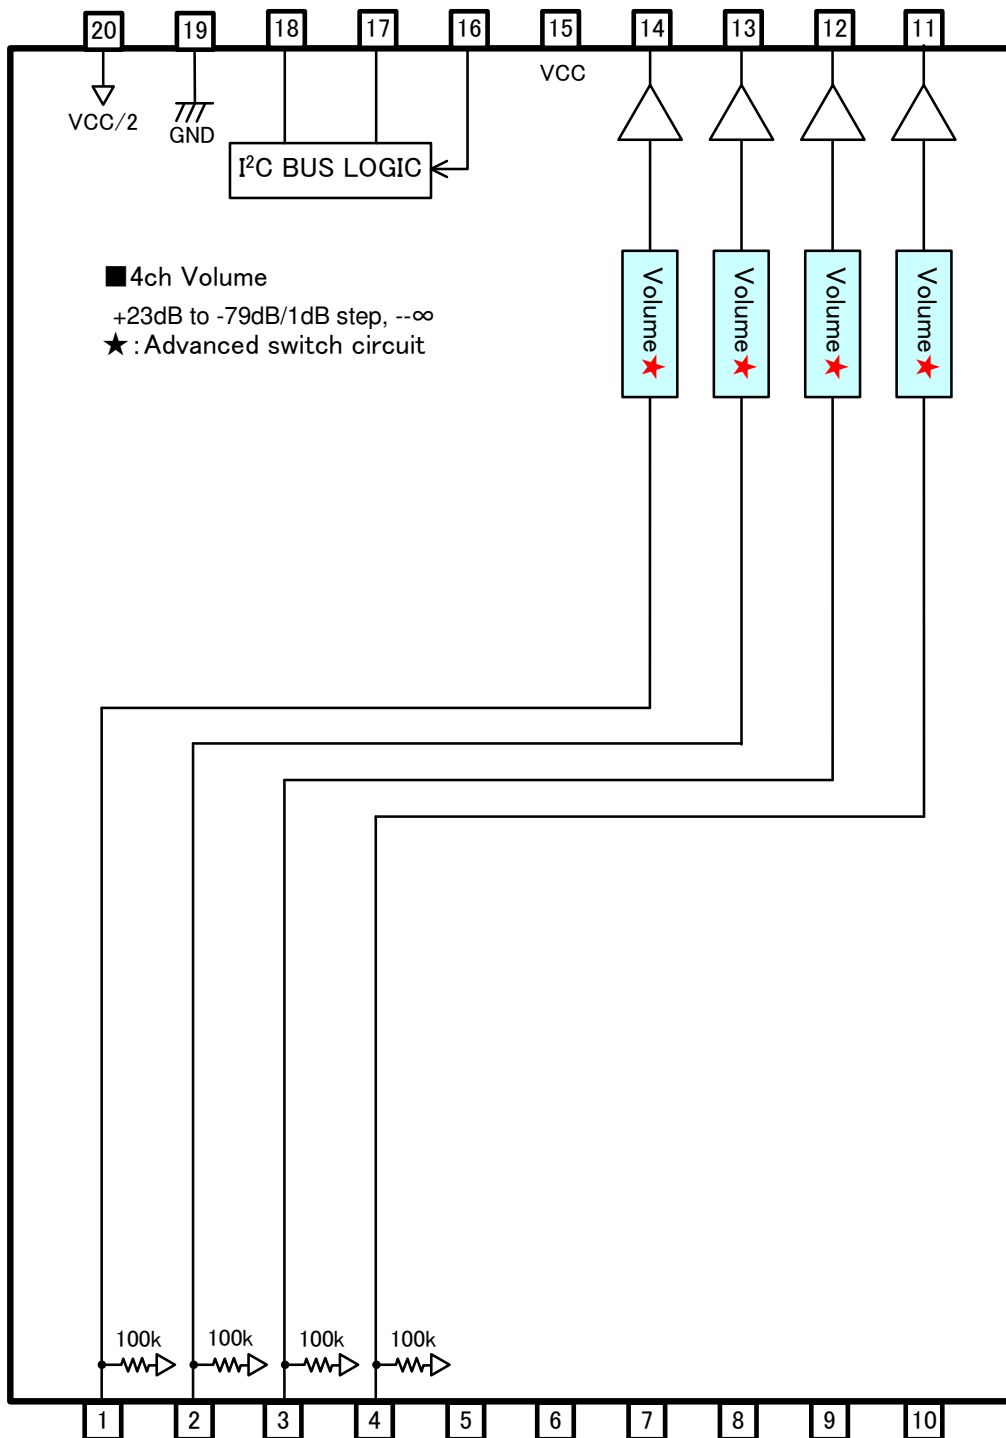 20 19 18 17 16 15 14 13 12 11
VCC
VCC/2
GND
I²C BUS LOGIC
■4ch Volume
+23dB to -79dB/1dB step, --∞
★:Advanced switch circuit
Volume★ Volume★ Volume★ Volume★
100k 100k 100k 100k
1 2 3 4 5 6 7 8 9 10